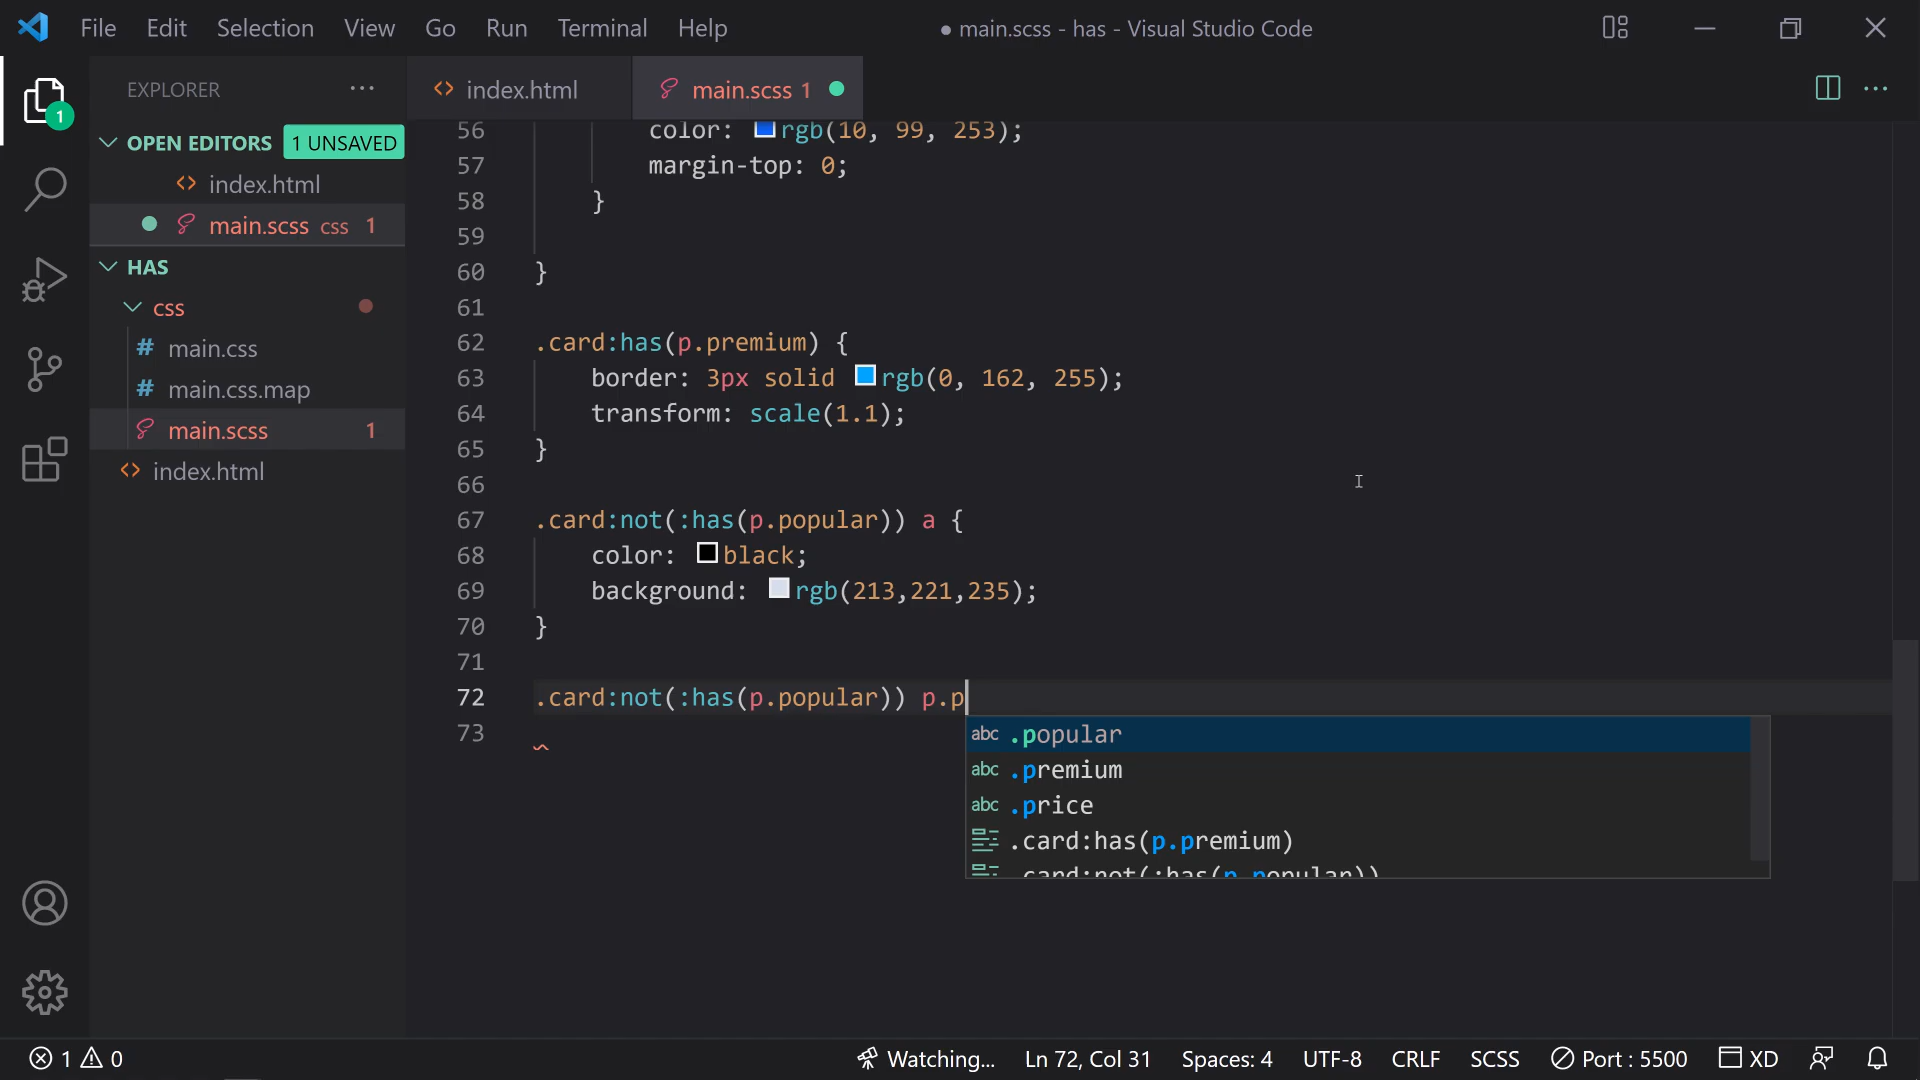 File Edit Selection View Go Run Terminal Help
● main.scss - has - Visual Studio Code
EXPLORER ...
index.html
main.scss 1
OPEN EDITORS 1 UNSAVED
index.html
main.scss css 1
HAS
css
# main.css
# main.css.map
main.scss 1
index.html
1
56 color: rgb(10, 99, 253);
57 margin-top: 0;
58 }
59
60 }
61
62 .card:has(p.premium) {
63 border: 3px solid rgb(0, 162, 255);
64 transform: scale(1.1);
65 }
66
67 .card:not(:has(p.popular)) a {
68 color: black;
69 background: rgb(213,221,235);
70 }
71
72 .card:not(:has(p.popular)) p.p
73
abc .popular
abc .premium
abc .price
.card:has(p.premium)
.card:not(:has(p.popular))
1 0
Watching... Ln 72, Col 31 Spaces: 4 UTF-8 CRLF SCSS Port : 5500 XD